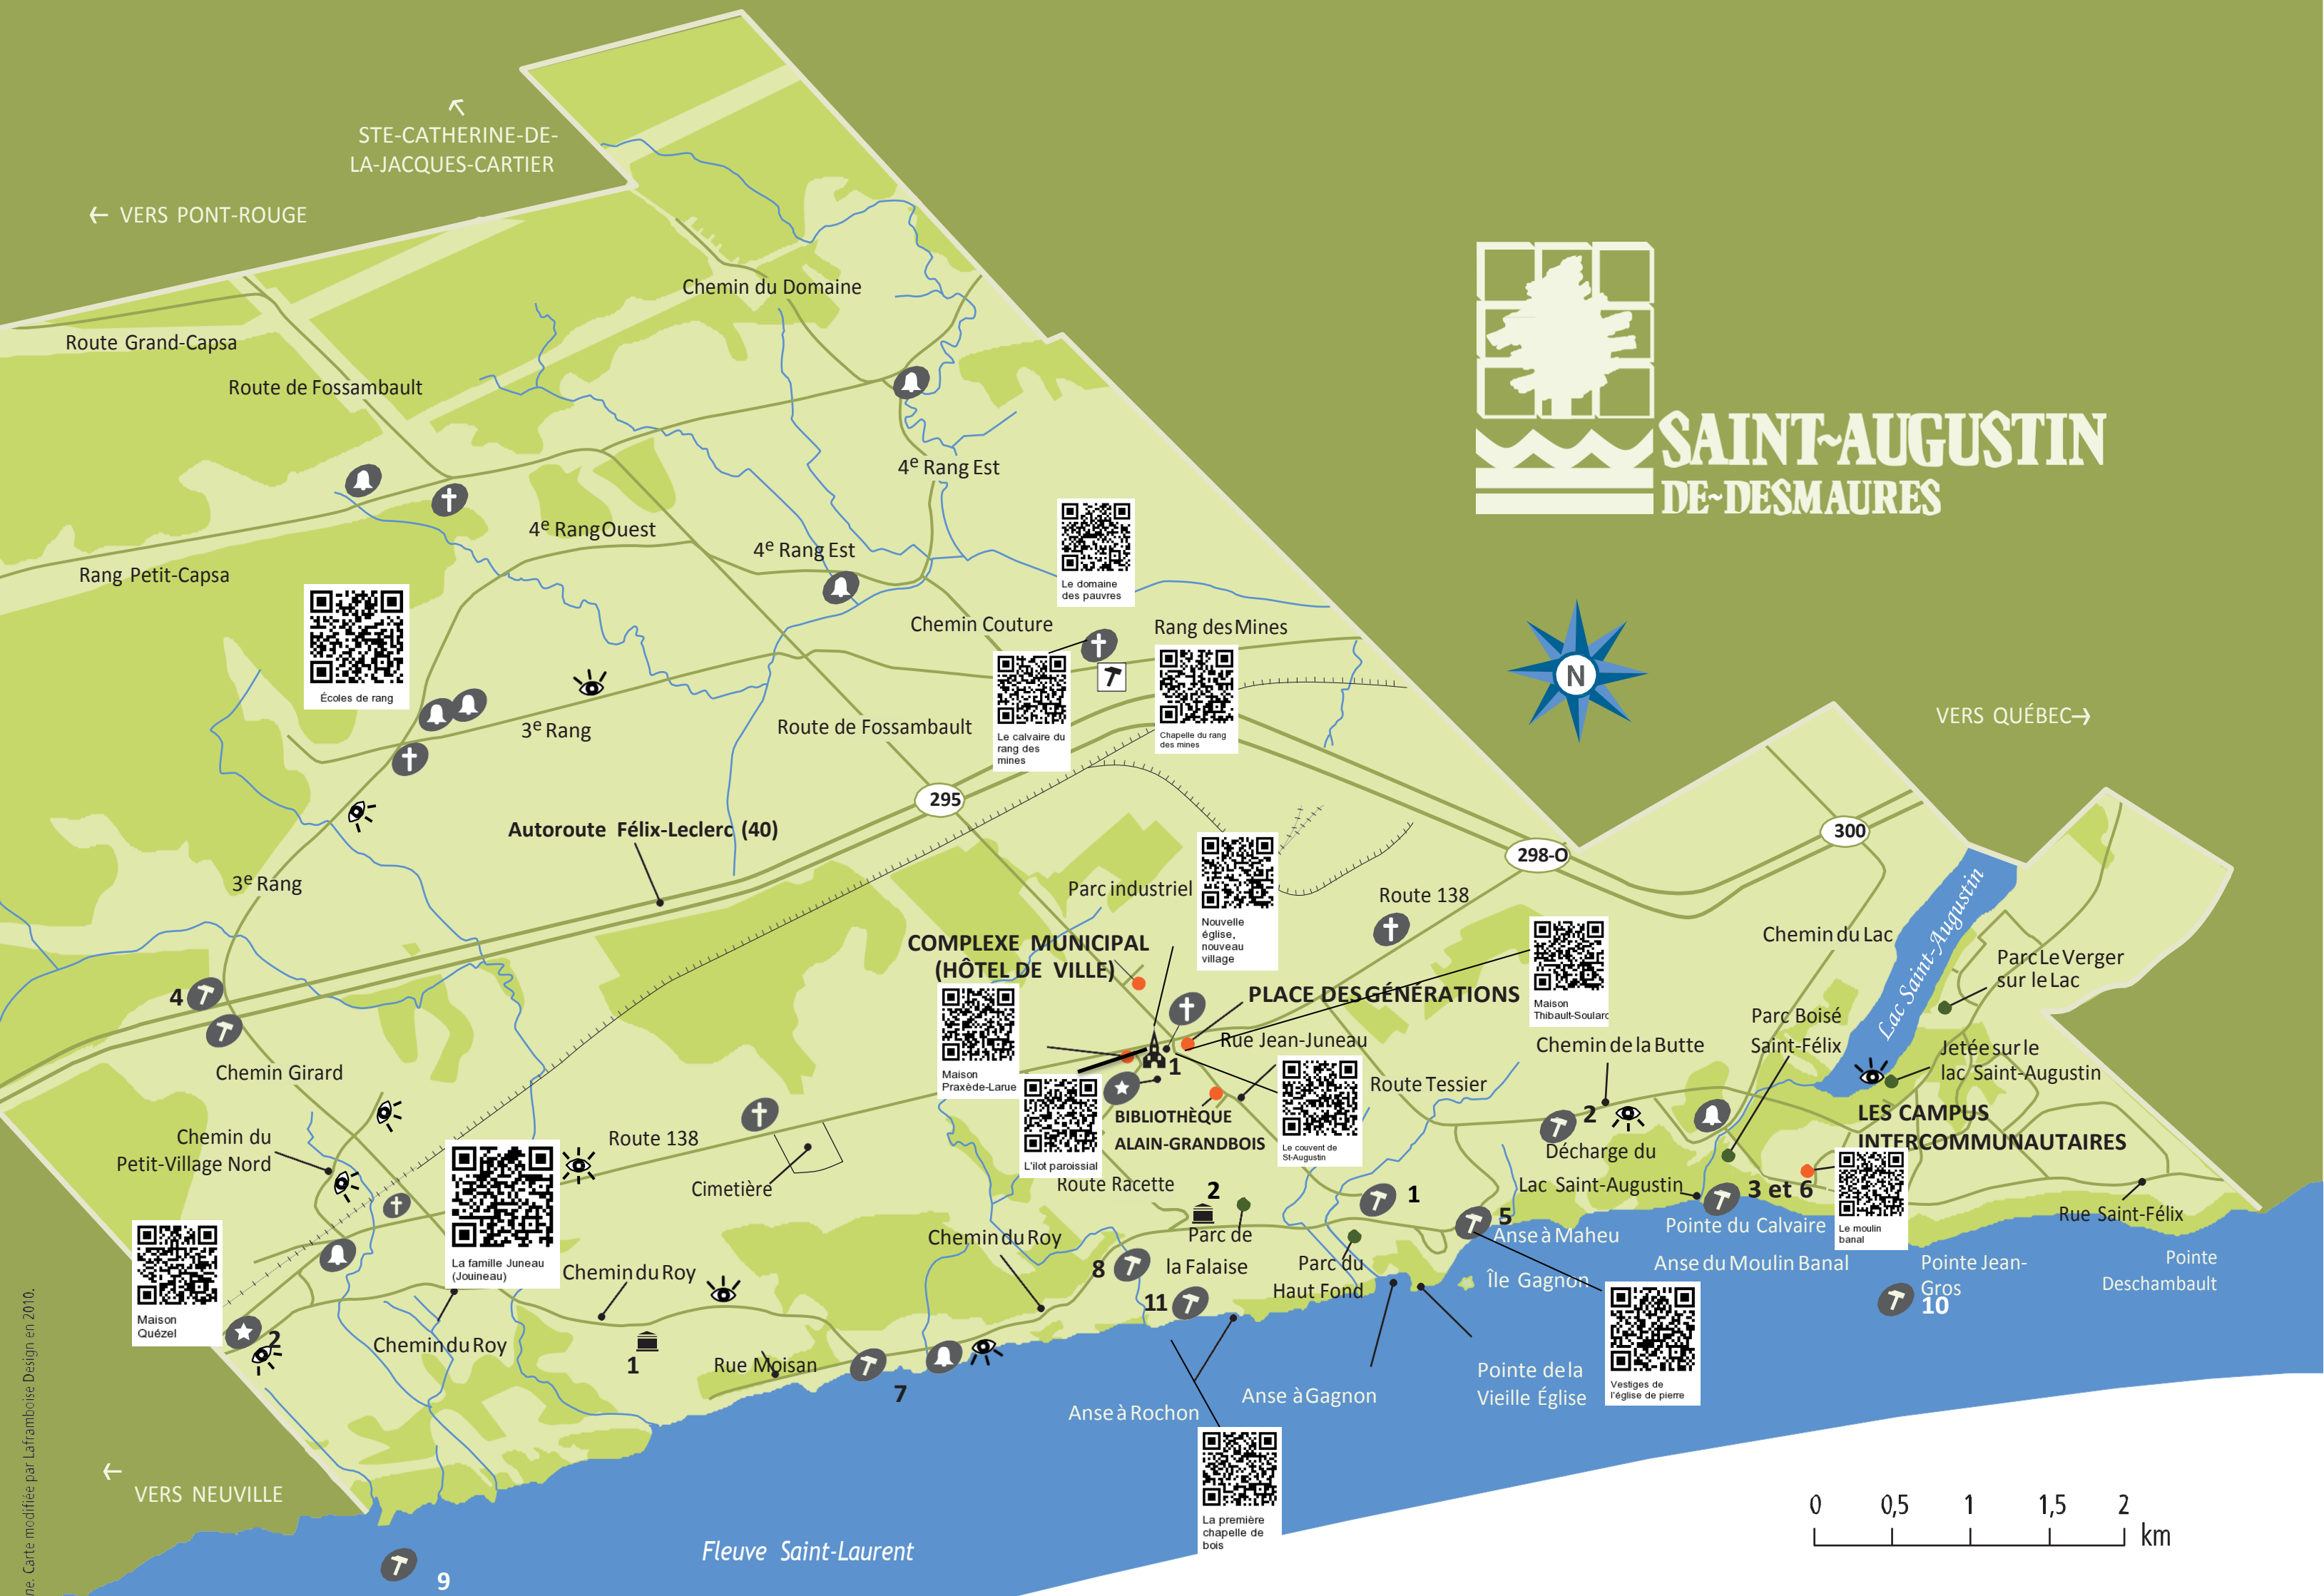 STE-CATHERINE-DE-
LA-JACQUES-CARTIER
← VERS PONT-ROUGE
Chemin du Domaine
Route Grand-Capsa
Route de Fossambault
SAINT~AUGUSTIN
DE~DESMAURES
4e Rang Est
4e Rang Ouest
4e Rang Est
Rang Petit-Capsa
Le domaine
des pauvres
Chemin Couture
Rang des Mines
N
Écoles de rang
3e Rang
Route de Fossambault
Le calvaire du
rang des
mines
Chapelle du rang
des mines
VERS QUÉBEC→
295
Autoroute Félix-Leclerc (40)
300
298-O
3e Rang
Parc industriel
Nouvelle
église,
nouveau
village
Route 138
COMPLEXE MUNICIPAL
(HÔTEL DE VILLE)
Chemin du Lac
Lac Saint-Augustin
Parc Le Verger
sur le Lac
4
PLACE DES GÉNÉRATIONS
Maison
Thibault-Soulard
Parc Boisé
Saint-Félix
Rue Jean-Juneau
Chemin de la Butte
Jetée sur le
lac Saint-Augustin
Chemin Girard
Maison
Praxède-Larue
1
Route Tessier
BIBLIOTHÈQUE
ALAIN-GRANDBOIS
2
LES CAMPUS
INTERCOMMUNAUTAIRES
Chemin du
Petit-Village Nord
Route 138
L'ilot paroissial
Le couvent de
St-Augustin
Décharge du
Lac Saint-Augustin
Cimetière
Route Racette
2
1
3 et 6
5
Rue Saint-Félix
Le moulin
banal
Parc de
la Falaise
Anse à Maheu
Pointe du Calvaire
Chemin du Roy
La famille Juneau
(Jouineau)
Chemin du Roy
8
Parc du
Haut Fond
Île Gagnon
Anse du Moulin Banal
Pointe Jean-
Gros
10
Pointe
Deschambault
Maison
Quézel
2
Chemin du Roy
11
1
Rue Moisan
7
Anse à Rochon
Anse à Gagnon
Pointe de la
Vieille Église
Vestiges de
l'église de pierre
VERS NEUVILLE
←
La première
chapelle de
bois
Fleuve Saint-Laurent
9
0 0,5 1 1,5 2
km
Carte modifiée par Laframboise Design en 2010.